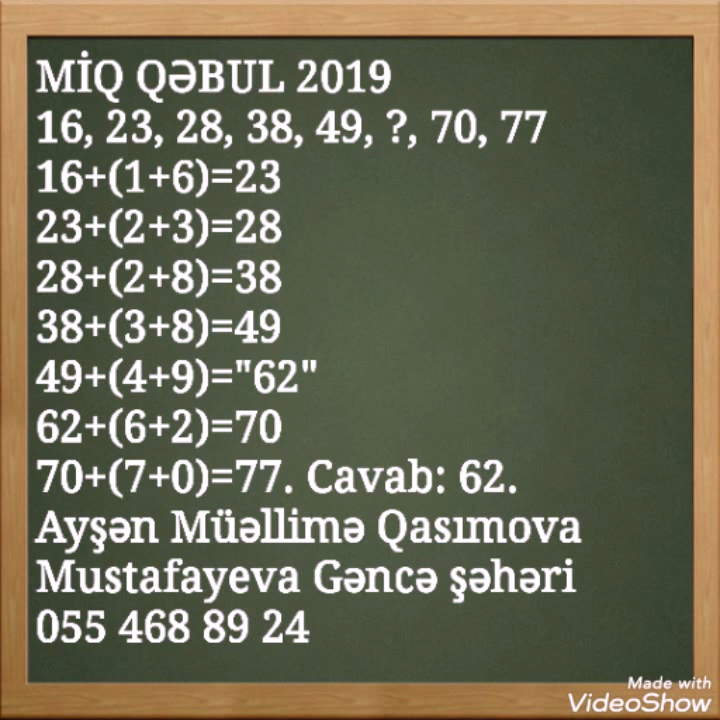 MİQ QƏBUL 2019
16, 23, 28, 38, 49, ?, 70, 77
16+(1+6)=23
23+(2+3)=28
28+(2+8)=38
38+(3+8)=49
49+(4+9)="62"
62+(6+2)=70
70+(7+0)=77. Cavab: 62.
Ayşən Müəllimə Qasımova
Mustafayeva Gəncə şəhəri
055 468 89 24
Made with
VideoShow